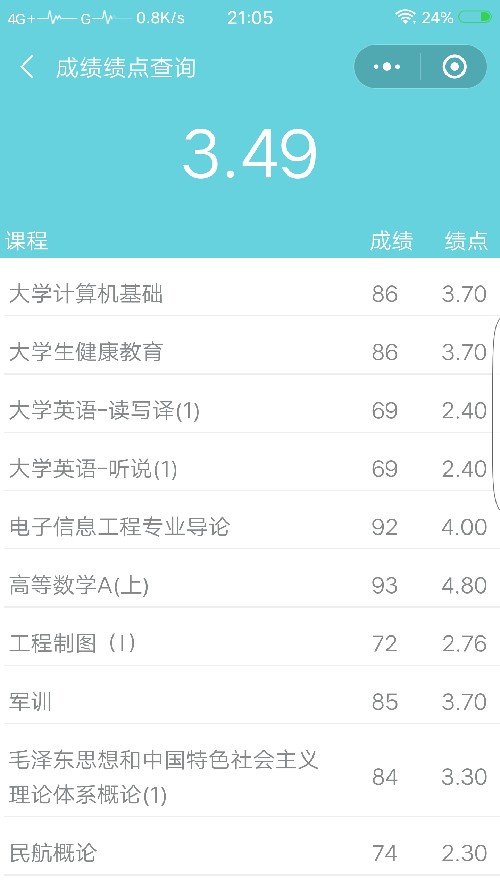 4G+ G 0.8K/s 21:05 24%
成绩绩点查询
3.49
课程 成绩 绩点
大学计算机基础 86 3.70
大学生健康教育 86 3.70
大学英语-读写译(1) 69 2.40
大学英语-听说(1) 69 2.40
电子信息工程专业导论 92 4.00
高等数学A(上) 93 4.80
工程制图（I） 72 2.76
军训 85 3.70
毛泽东思想和中国特色社会主义
理论体系概论(1) 84 3.30
民航概论 74 2.30